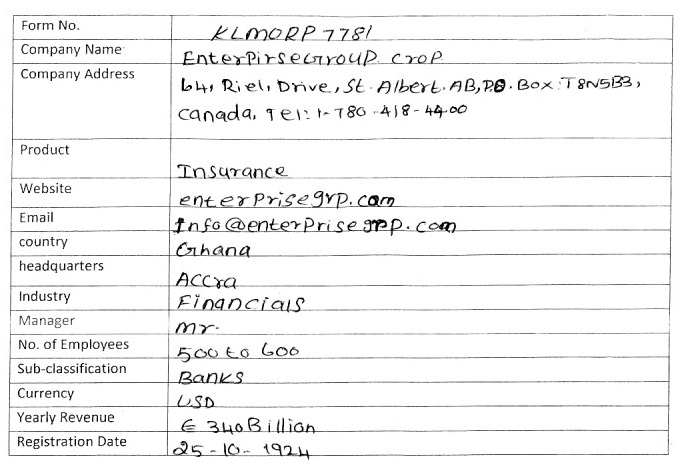 Form No. KLMORP 7781
Company Name EnterPirseGroup. Crop
Company Address 64, Riel, Drive, St. Albert. AB, P.O. Box: T8N5B3,
Canada, Tel: 1-780-418-4400
Product Insurance
Website enterPrisegrp.com
Email Info@enterPrisegrp.com
country Ghana
headquarters Accra
Industry Financials
Manager Mr.
No. of Employees 500 to 600
Sub-classification Banks
Currency USD
Yearly Revenue € 340 Billion
Registration Date 25-10-1924